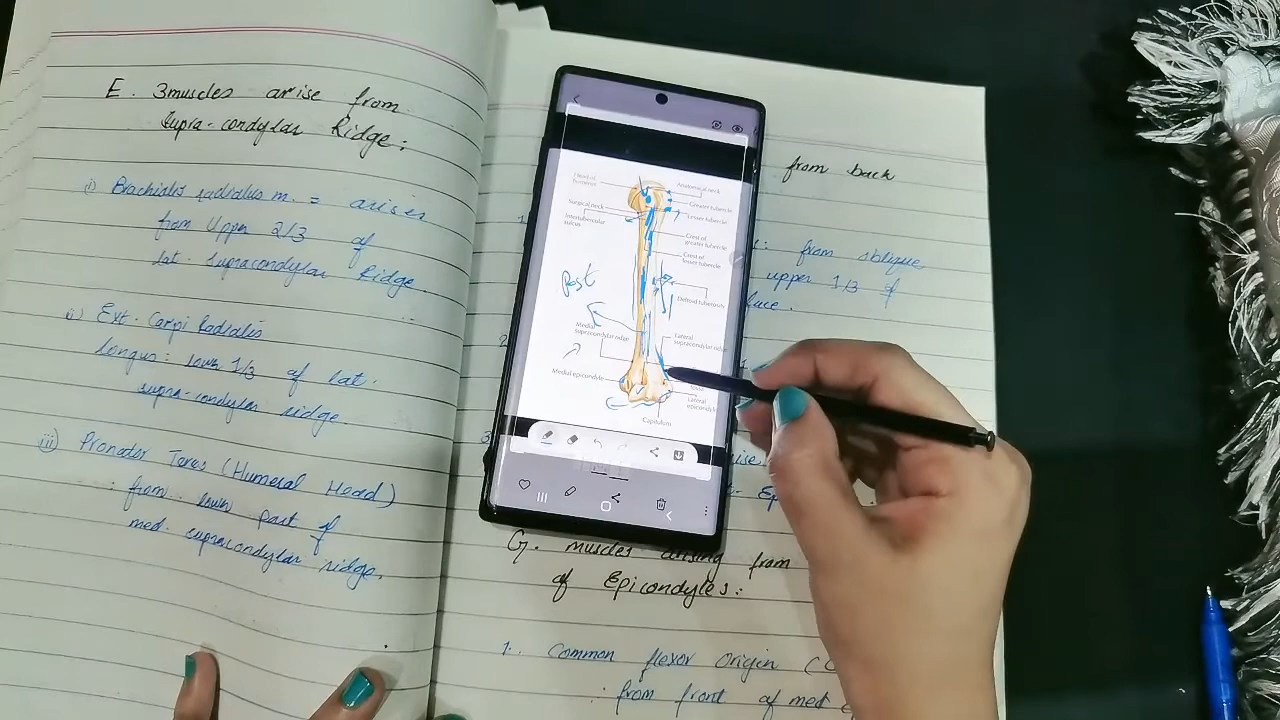 E. 3muscles arise from
Supra-condylar Ridge:
i) Brachialis radialis m. = arises
from Upper 2/3 of
lat. Supracondylar Ridge.
ii) Ext. Carpi Radialis
longus: lower 1/3 of lat.
supra-condylar ridge.
iii) Pronator Teres (Humeral Head)
: from lower part of
med. supracondylar ridge.
from back
from oblique
upper 1/3 of
Head of
humerus
Anatomical neck
Greater tubercle
Surgical neck
Lesser tubercle
Intertubercular
sulcus
Crest of
greater tubercle
Crest of
lesser tubercle
Post
Deltoid tuberosity
Medial
supracondylar ridge
Lateral
supracondylar ridge
Medial epicondyle
Lateral
epicondyle
Capitulum
G. muscles arising from
of Epicondyles:
1. Common flexor Origin (C
: from front of med